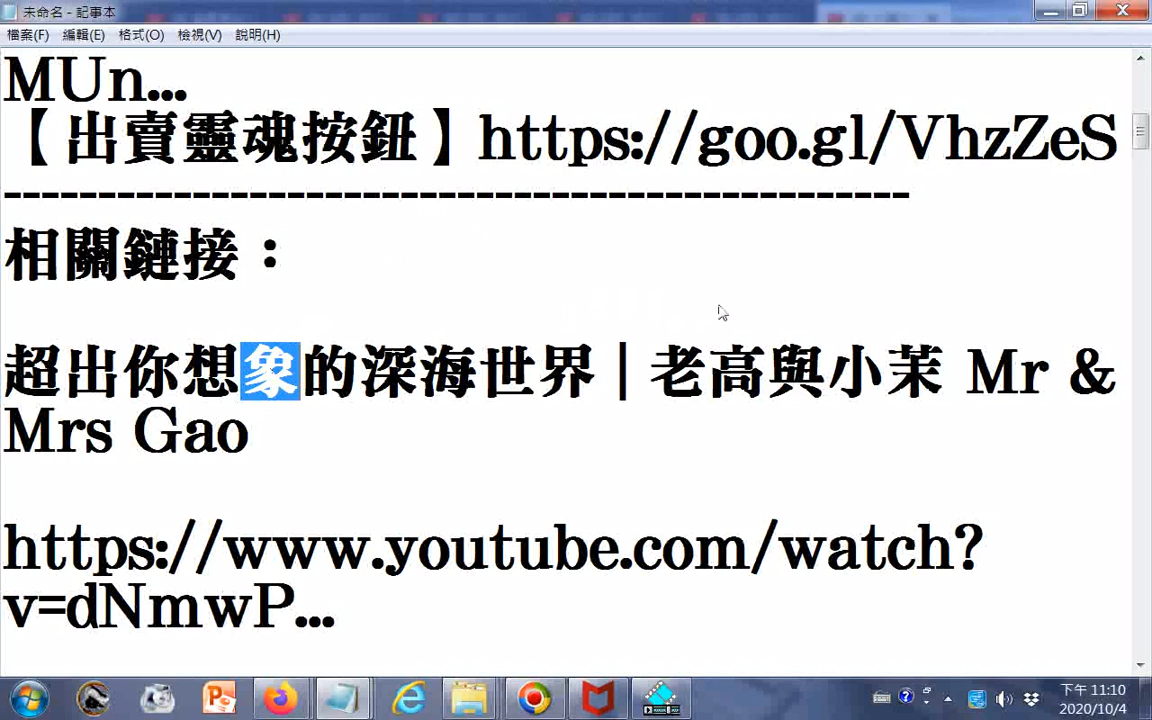 未命名 - 記事本
檔案(F) 編輯(E) 格式(O) 檢視(V) 說明(H)
MUn...
【出賣靈魂按鈕】https://goo.gl/VhzZeS
----------------------------------------------------
相關鏈接：
超出你想象的深海世界 | 老高與小茉 Mr &
Mrs Gao
https://www.youtube.com/watch?
v=dNmwP...
下午 11:10
2020/10/4